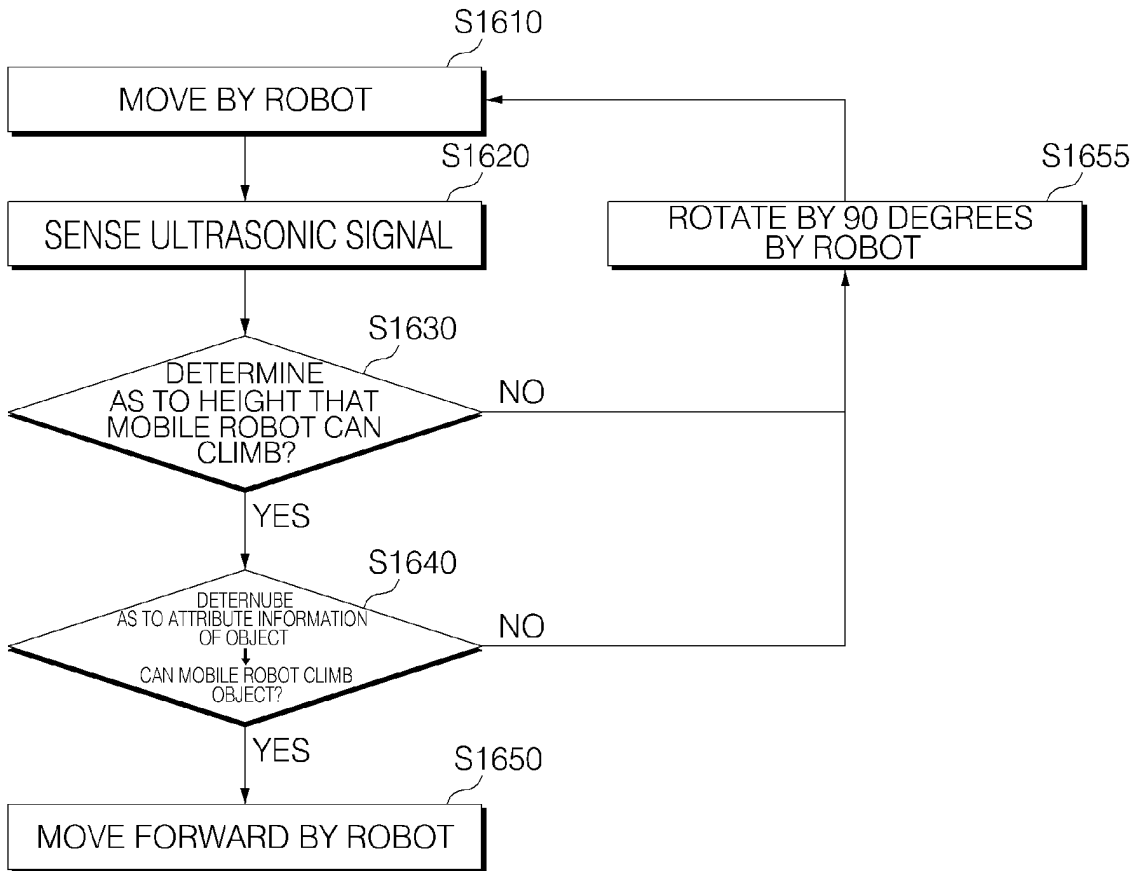 S1610
MOVE BY ROBOT
S1620
SENSE ULTRASONIC SIGNAL
S1655
ROTATE BY 90 DEGREES
BY ROBOT
S1630
DETERMINE
AS TO HEIGHT THAT
MOBILE ROBOT CAN
CLIMB?
NO
YES
S1640
DETERNUBE
AS TO ATTRIBUTE INFORMATION
OF OBJECT
CAN MOBILE ROBOT CLIMB
OBJECT?
NO
YES
S1650
MOVE FORWARD BY ROBOT